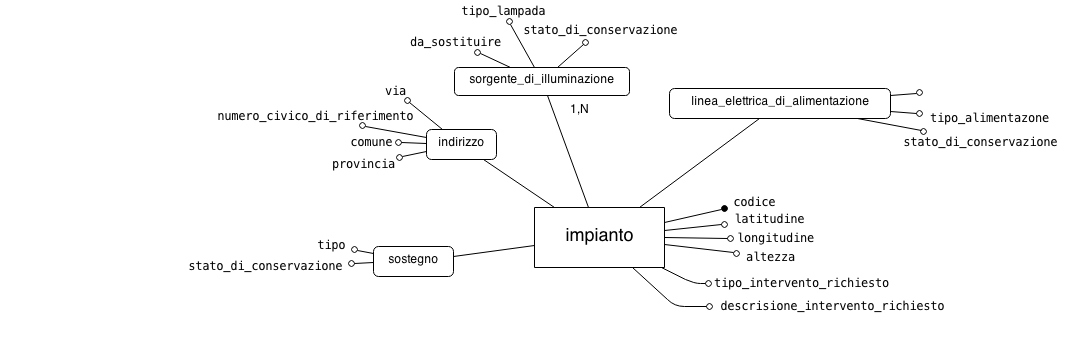 tipo_lampada
stato_di_conservazione
da_sostituire
sorgente_di_illuminazione
1,N
via
numero_civico_di_riferimento
comune
provincia
indirizzo
linea_elettrica_di_alimentazione
tipo_alimentazone
stato_di_conservazione
impianto
codice
latitudine
longitudine
altezza
tipo_intervento_richiesto
descrisione_intervento_richiesto
tipo
stato_di_conservazione
sostegno